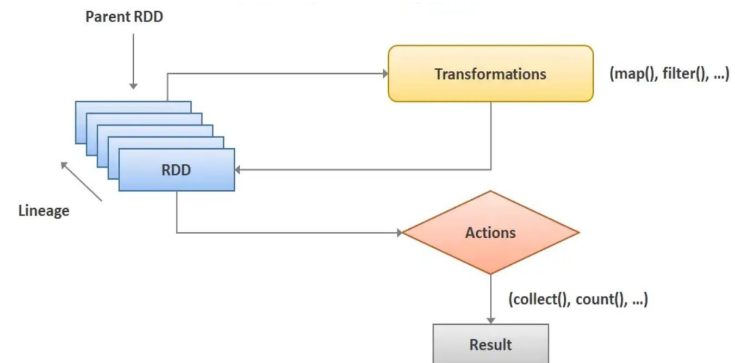 Parent RDD
Transformations
(map(), filter(), ...)
RDD
Lineage
Actions
(collect(), count(), ...)
Result